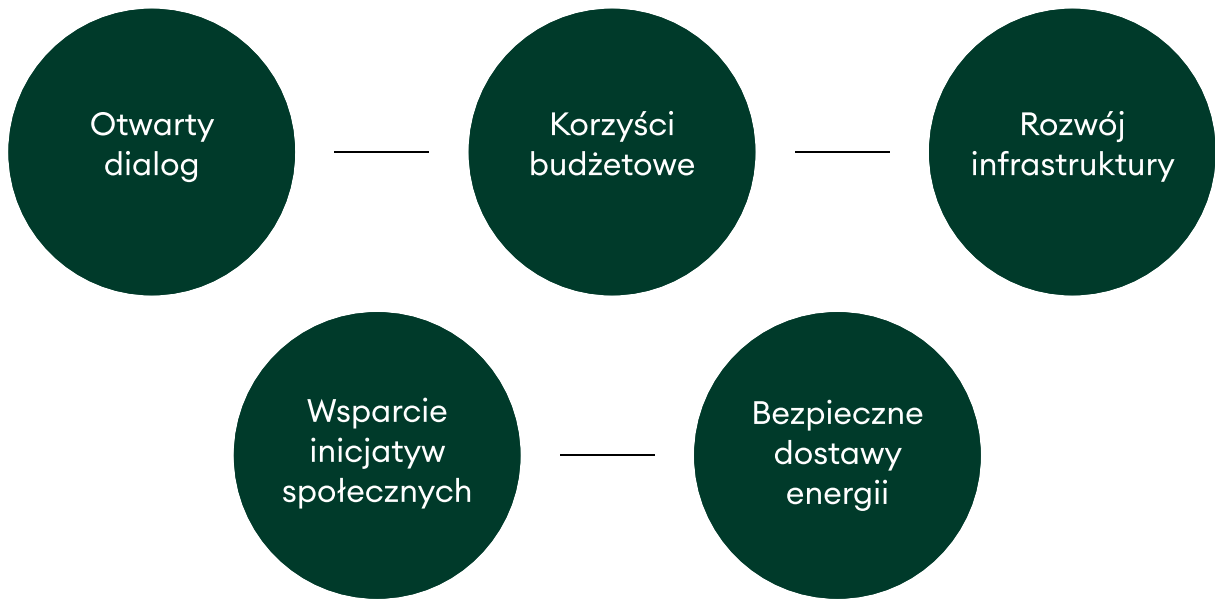 Otwarty
dialog
Korzyści
budżetowe
Rozwój
infrastruktury
Wsparcie
inicjatyw
społecznych
Bezpieczne
dostawy
energii